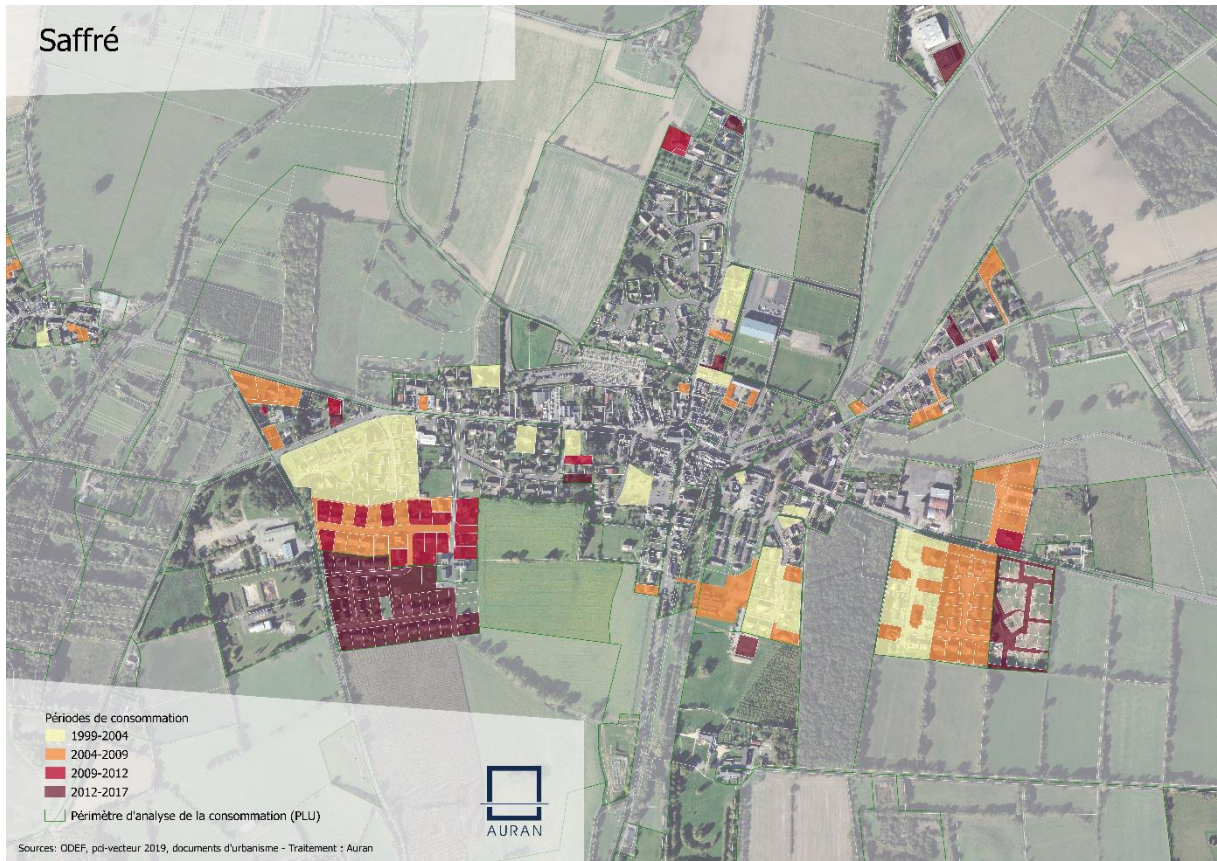 Saffré
Périodes de consommation
1999-2004
2004-2009
2009-2012
2012-2017
Périmètre d'analyse de la consommation (PLU)
AURAN
Sources: ODEF, pci-vecteur 2019, documents d'urbanisme - Traitement : Auran